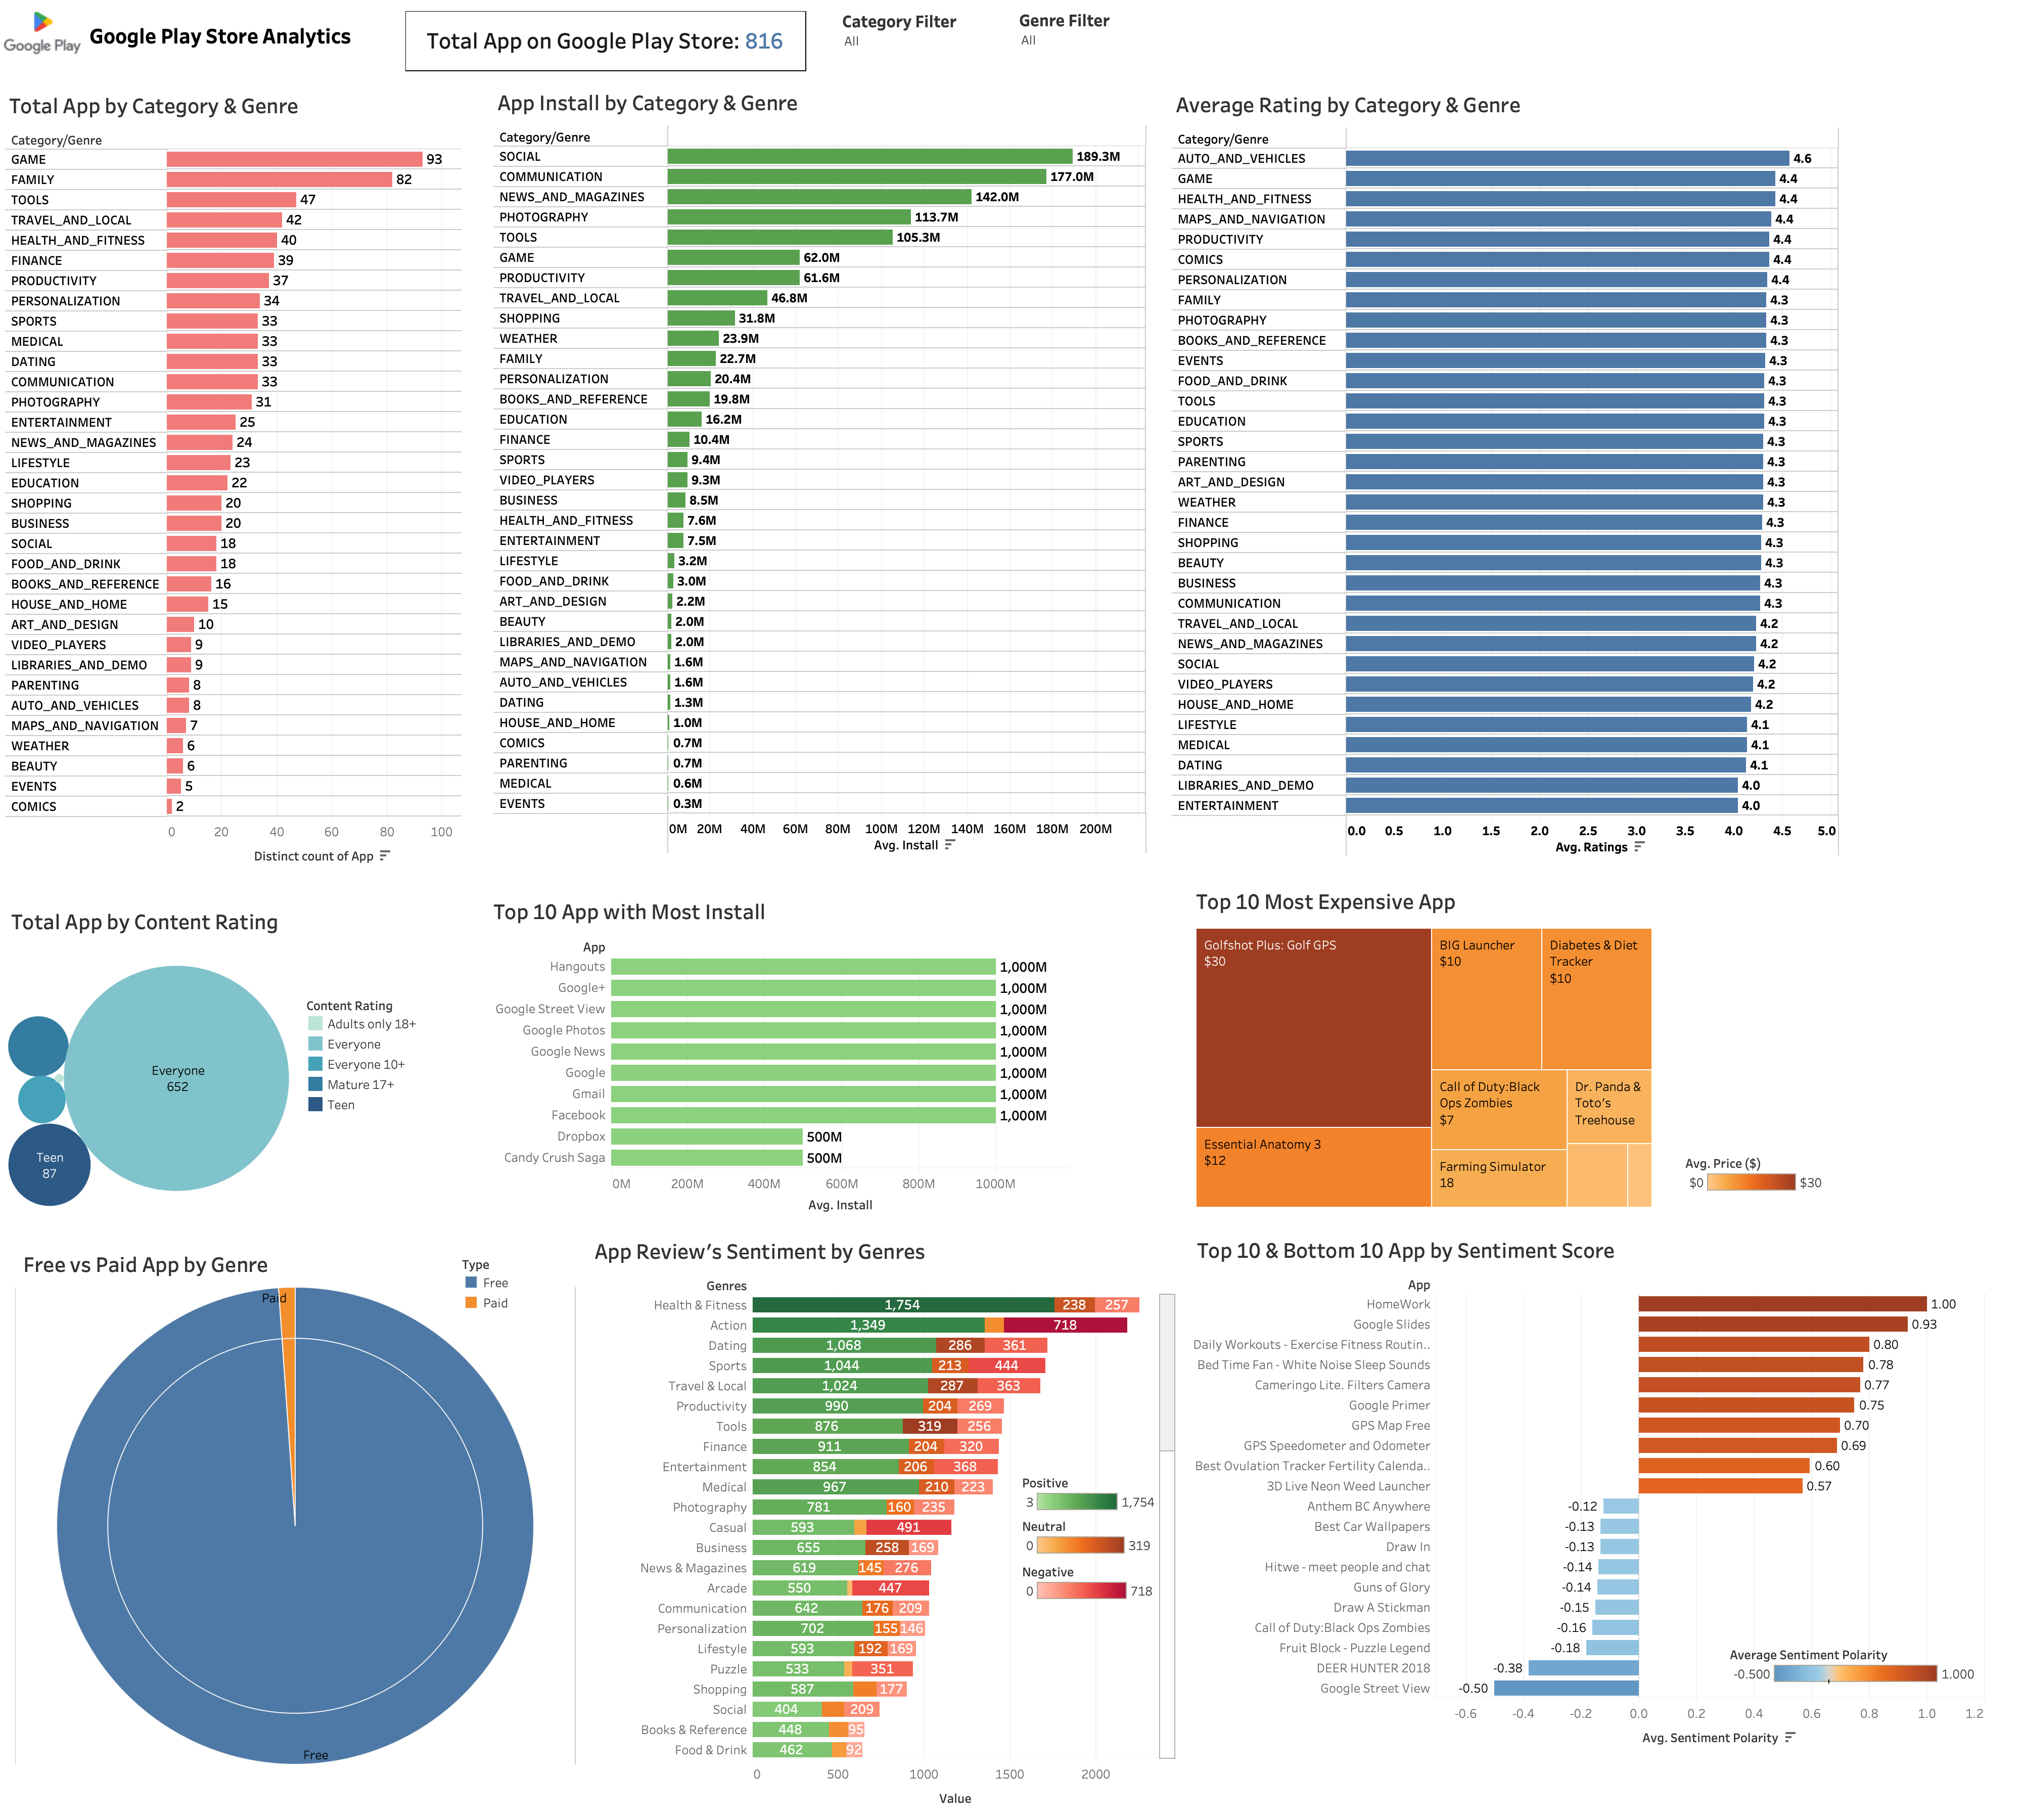 Google Play
Google Play Store Analytics
Total App on Google Play Store: 816
Category Filter
All
Genre Filter
All
Total App by Category & Genre
Category/Genre
GAME 93
FAMILY 82
TOOLS 47
TRAVEL_AND_LOCAL 42
HEALTH_AND_FITNESS 40
FINANCE 39
PRODUCTIVITY 37
PERSONALIZATION 34
SPORTS 33
MEDICAL 33
DATING 33
COMMUNICATION 33
PHOTOGRAPHY 31
ENTERTAINMENT 25
NEWS_AND_MAGAZINES 24
LIFESTYLE 23
EDUCATION 22
SHOPPING 20
BUSINESS 20
SOCIAL 18
FOOD_AND_DRINK 18
BOOKS_AND_REFERENCE 16
HOUSE_AND_HOME 15
ART_AND_DESIGN 10
VIDEO_PLAYERS 9
LIBRARIES_AND_DEMO 9
PARENTING 8
AUTO_AND_VEHICLES 8
MAPS_AND_NAVIGATION 7
WEATHER 6
BEAUTY 6
EVENTS 5
COMICS 2
0 20 40 60 80 100
Distinct count of App
App Install by Category & Genre
Category/Genre
SOCIAL 189.3M
COMMUNICATION 177.0M
NEWS_AND_MAGAZINES 142.0M
PHOTOGRAPHY 113.7M
TOOLS 105.3M
GAME 62.0M
PRODUCTIVITY 61.6M
TRAVEL_AND_LOCAL 46.8M
SHOPPING 31.8M
WEATHER 23.9M
FAMILY 22.7M
PERSONALIZATION 20.4M
BOOKS_AND_REFERENCE 19.8M
EDUCATION 16.2M
FINANCE 10.4M
SPORTS 9.4M
VIDEO_PLAYERS 9.3M
BUSINESS 8.5M
HEALTH_AND_FITNESS 7.6M
ENTERTAINMENT 7.5M
LIFESTYLE 3.2M
FOOD_AND_DRINK 3.0M
ART_AND_DESIGN 2.2M
BEAUTY 2.0M
LIBRARIES_AND_DEMO 2.0M
MAPS_AND_NAVIGATION 1.6M
AUTO_AND_VEHICLES 1.6M
DATING 1.3M
HOUSE_AND_HOME 1.0M
COMICS 0.7M
PARENTING 0.7M
MEDICAL 0.6M
EVENTS 0.3M
0M 20M 40M 60M 80M 100M 120M 140M 160M 180M 200M
Avg. Install
Average Rating by Category & Genre
Category/Genre
AUTO_AND_VEHICLES 4.6
GAME 4.4
HEALTH_AND_FITNESS 4.4
MAPS_AND_NAVIGATION 4.4
PRODUCTIVITY 4.4
COMICS 4.4
PERSONALIZATION 4.4
FAMILY 4.3
PHOTOGRAPHY 4.3
BOOKS_AND_REFERENCE 4.3
EVENTS 4.3
FOOD_AND_DRINK 4.3
TOOLS 4.3
EDUCATION 4.3
SPORTS 4.3
PARENTING 4.3
ART_AND_DESIGN 4.3
WEATHER 4.3
FINANCE 4.3
SHOPPING 4.3
BEAUTY 4.3
BUSINESS 4.3
COMMUNICATION 4.3
TRAVEL_AND_LOCAL 4.2
NEWS_AND_MAGAZINES 4.2
SOCIAL 4.2
VIDEO_PLAYERS 4.2
HOUSE_AND_HOME 4.2
LIFESTYLE 4.1
MEDICAL 4.1
DATING 4.1
LIBRARIES_AND_DEMO 4.0
ENTERTAINMENT 4.0
0.0 0.5 1.0 1.5 2.0 2.5 3.0 3.5 4.0 4.5 5.0
Avg. Ratings
Total App by Content Rating
Everyone
652
Teen
87
Content Rating
Adults only 18+
Everyone
Everyone 10+
Mature 17+
Teen
Top 10 App with Most Install
App
Hangouts 1,000M
Google+ 1,000M
Google Street View 1,000M
Google Photos 1,000M
Google News 1,000M
Google 1,000M
Gmail 1,000M
Facebook 1,000M
Dropbox 500M
Candy Crush Saga 500M
0M 200M 400M 600M 800M 1000M
Avg. Install
Top 10 Most Expensive App
Golfshot Plus: Golf GPS
$30
Essential Anatomy 3
$12
BIG Launcher
$10
Diabetes & Diet
Tracker
$10
Call of Duty:Black
Ops Zombies
$7
Dr. Panda &
Toto's
Treehouse
Farming Simulator
18
Avg. Price ($)
$0 $30
Free vs Paid App by Genre
Type
Free
Paid
Paid
Free
App Review's Sentiment by Genres
Genres
Health & Fitness 1,754 238 257
Action 1,349 718
Dating 1,068 286 361
Sports 1,044 213 444
Travel & Local 1,024 287 363
Productivity 990 204 269
Tools 876 319 256
Finance 911 204 320
Entertainment 854 206 368
Medical 967 210 223
Photography 781 160 235
Casual 593 491
Business 655 258 169
News & Magazines 619 145 276
Arcade 550 447
Communication 642 176 209
Personalization 702 155 146
Lifestyle 593 192 169
Puzzle 533 351
Shopping 587 177
Social 404 209
Books & Reference 448 95
Food & Drink 462 92
0 500 1000 1500 2000
Value
Positive
3 1,754
Neutral
0 319
Negative
0 718
Top 10 & Bottom 10 App by Sentiment Score
App
HomeWork 1.00
Google Slides 0.93
Daily Workouts - Exercise Fitness Routin.. 0.80
Bed Time Fan - White Noise Sleep Sounds 0.78
Cameringo Lite. Filters Camera 0.77
Google Primer 0.75
GPS Map Free 0.70
GPS Speedometer and Odometer 0.69
Best Ovulation Tracker Fertility Calenda.. 0.60
3D Live Neon Weed Launcher 0.57
Anthem BC Anywhere -0.12
Best Car Wallpapers -0.13
Draw In -0.13
Hitwe - meet people and chat -0.14
Guns of Glory -0.14
Draw A Stickman -0.15
Call of Duty:Black Ops Zombies -0.16
Fruit Block - Puzzle Legend -0.18
DEER HUNTER 2018 -0.38
Google Street View -0.50
Average Sentiment Polarity
-0.500 1.000
-0.6 -0.4 -0.2 0.0 0.2 0.4 0.6 0.8 1.0 1.2
Avg. Sentiment Polarity